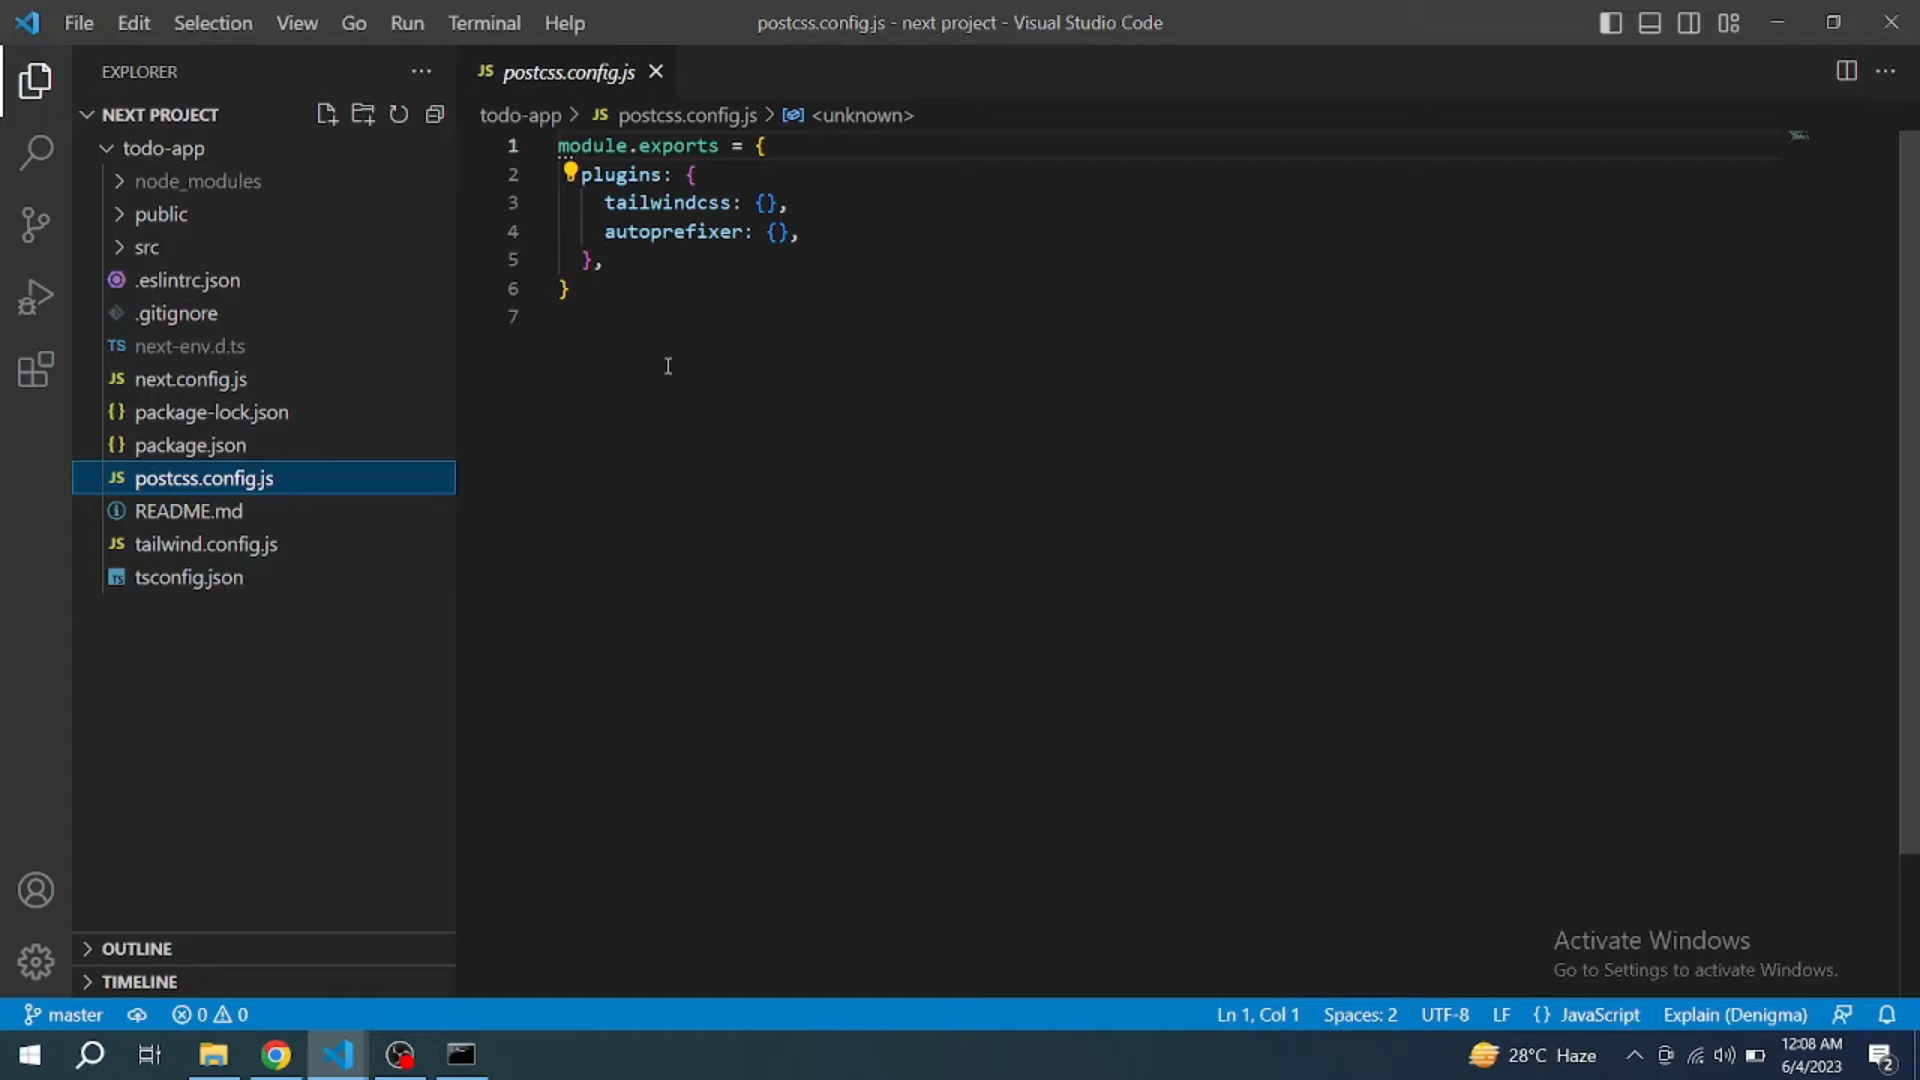 File Edit Selection View Go Run Terminal Help
postcss.config.js - next project - Visual Studio Code
EXPLORER
NEXT PROJECT
todo-app
node_modules
public
src
.eslintrc.json
.gitignore
TS next-env.d.ts
JS next.config.js
{} package-lock.json
{} package.json
JS postcss.config.js
README.md
JS tailwind.config.js
TS tsconfig.json
OUTLINE
TIMELINE
JS postcss.config.js
todo-app > JS postcss.config.js > <unknown>
1 module.exports = {
2 plugins: {
3 tailwindcss: {},
4 autoprefixer: {},
5 },
6 }
7
Activate Windows
Go to Settings to activate Windows.
master 0 0 Ln 1, Col 1 Spaces: 2 UTF-8 LF {} JavaScript Explain (Denigma)
28°C Haze
12:08 AM
6/4/2023
2